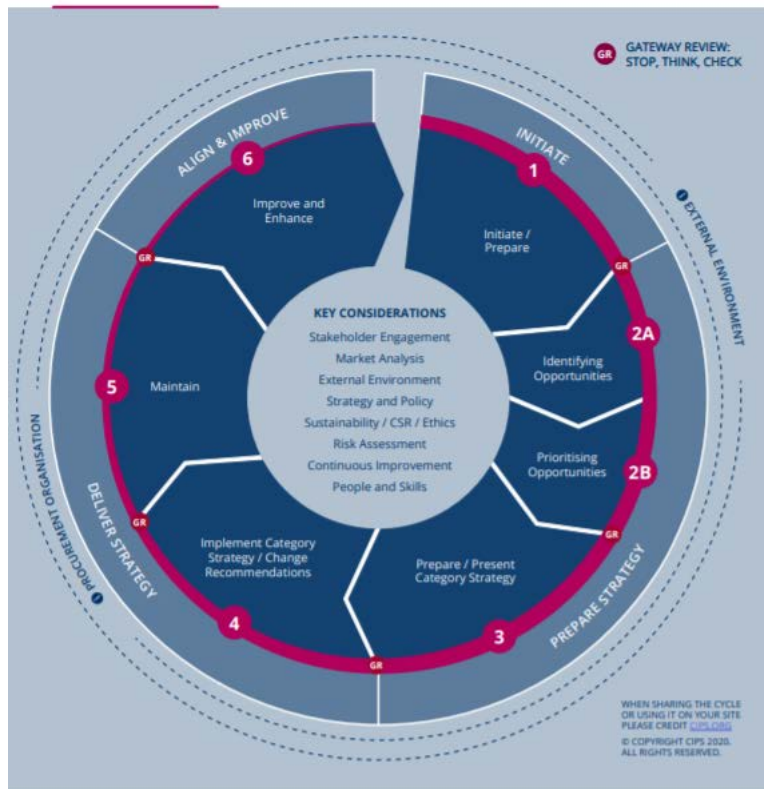 GR
GATEWAY REVIEW:
STOP, THINK, CHECK
ALIGN & IMPROVE
INITIATE
6
1
Improve and
Enhance
Initiate /
Prepare
i EXTERNAL ENVIRONMENT
GR
GR
KEY CONSIDERATIONS
Stakeholder Engagement
Market Analysis
External Environment
Strategy and Policy
Sustainability / CSR / Ethics
Risk Assessment
Continuous Improvement
People and Skills
2A
Identifying
Opportunities
5
Maintain
2B
Prioritising
Opportunities
i PROCUREMENT ORGANISATION
DELIVER STRATEGY
GR
GR
Implement Category
Strategy / Change
Recommendations
Prepare / Present
Category Strategy
PREPARE STRATEGY
4
3
GR
WHEN SHARING THE CYCLE
OR USING IT ON YOUR SITE
PLEASE CREDIT CIPS.ORG
© COPYRIGHT CIPS 2020.
ALL RIGHTS RESERVED.